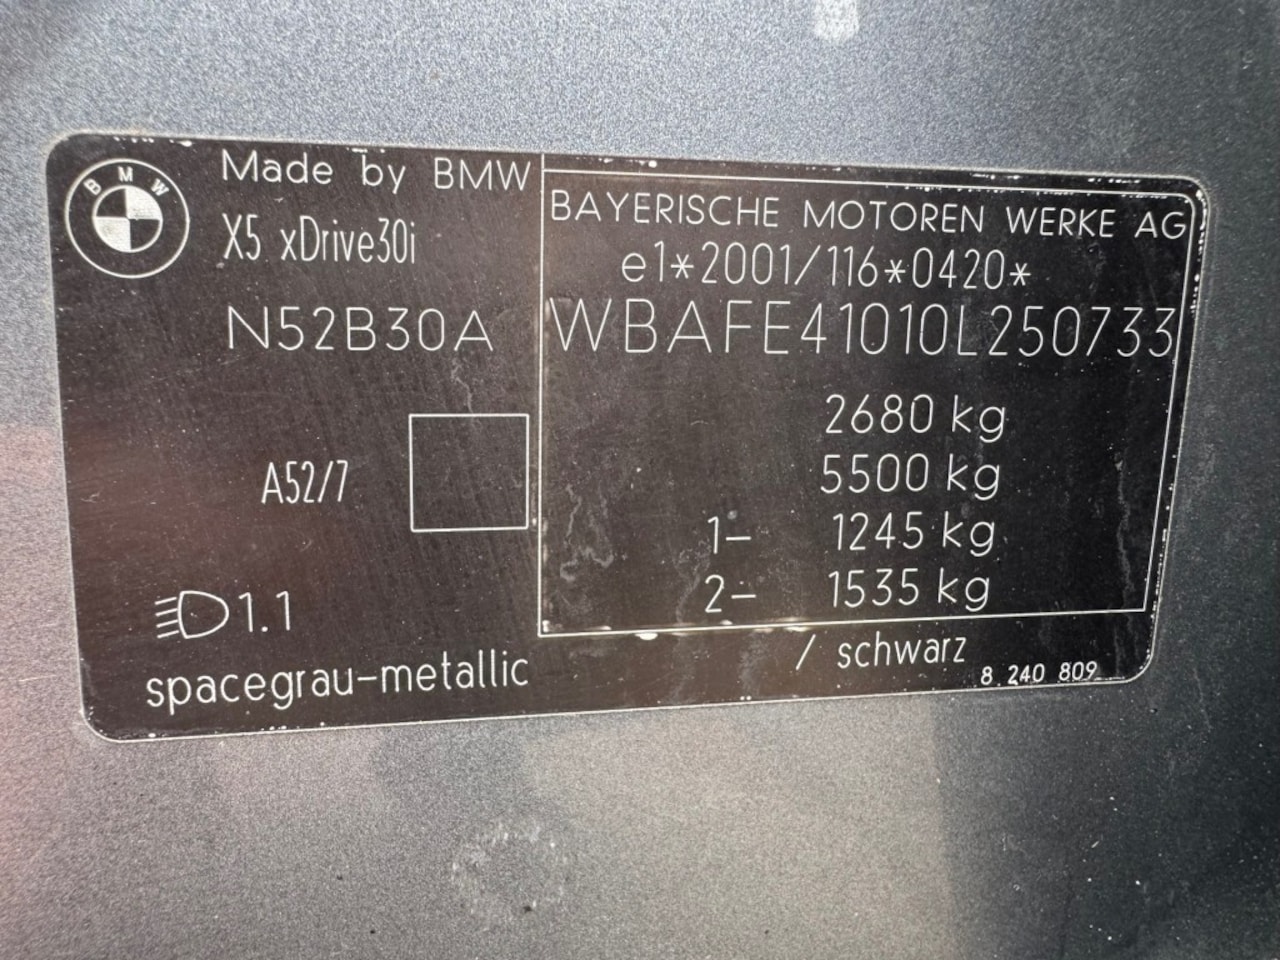 BMW
Made by BMW
X5 xDrive30i
N52B30A
A52/7
1.1
spacegrau-metallic
BAYERISCHE MOTOREN WERKE AG
e1*2001/116*0420*
WBAFE41010L250733
2680 kg
5500 kg
1- 1245 kg
2- 1535 kg
/ schwarz
8 240 809